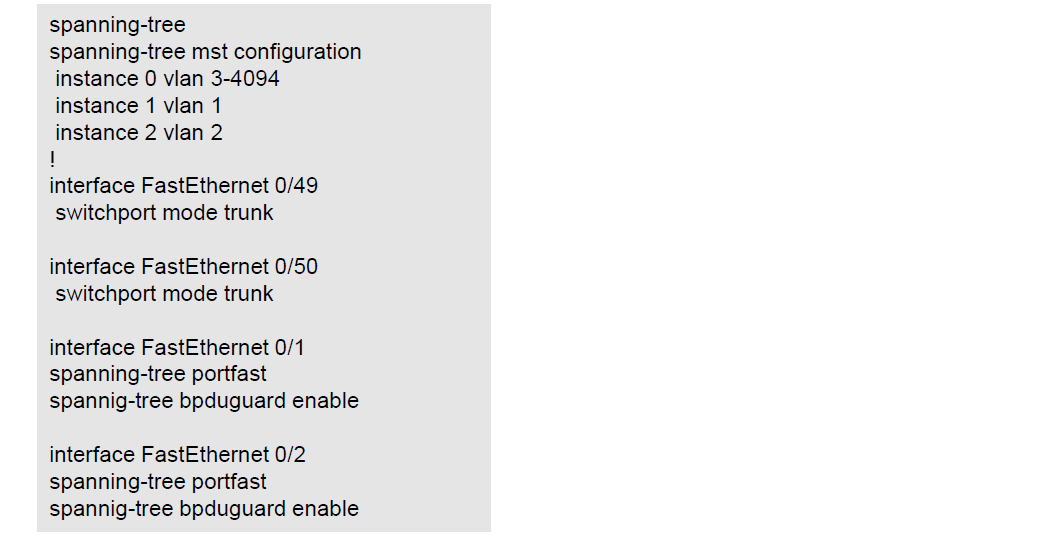 spanning-tree
spanning-tree mst configuration
instance 0 vlan 3-4094
instance 1 vlan 1
instance 2 vlan 2
!
interface FastEthernet 0/49
switchport mode trunk
interface FastEthernet 0/50
switchport mode trunk
interface FastEthernet 0/1
spanning-tree portfast
spannig-tree bpduguard enable
interface FastEthernet 0/2
spanning-tree portfast
spannig-tree bpduguard enable